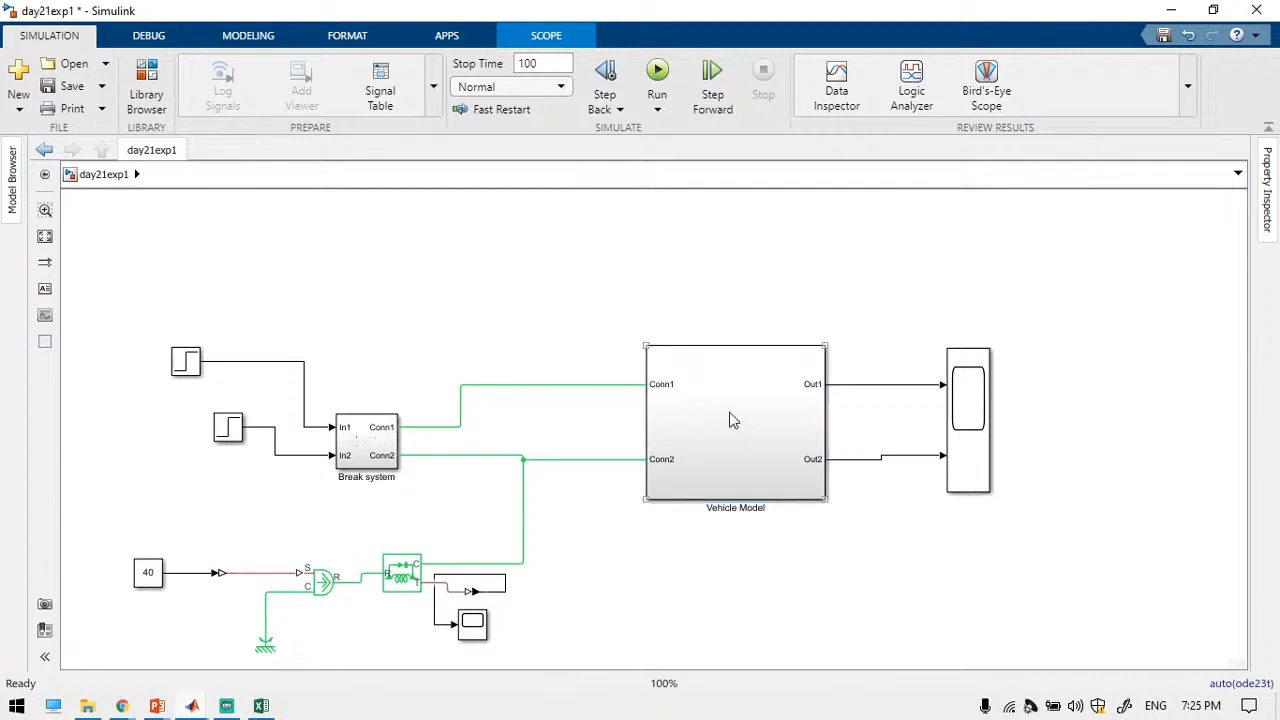 day21exp1 * - Simulink
SIMULATION DEBUG MODELING FORMAT APPS SCOPE
New
Open
Save
Print
FILE
Library
Browser
LIBRARY
Log
Signals
Add
Viewer
Signal
Table
PREPARE
Stop Time 100
Normal
Fast Restart
Step
Back
Run
Step
Forward
Stop
SIMULATE
Data
Inspector
Logic
Analyzer
Bird's-Eye
Scope
REVIEW RESULTS
day21exp1
day21exp1
Model Browser
Property Inspector
In1 Conn1
In2 Conn2
Break system
Conn1 Out1
Conn2 Out2
Vehicle Model
40
S
C
R
R
C
T
Ready 100% auto(ode23t)
ENG 7:25 PM